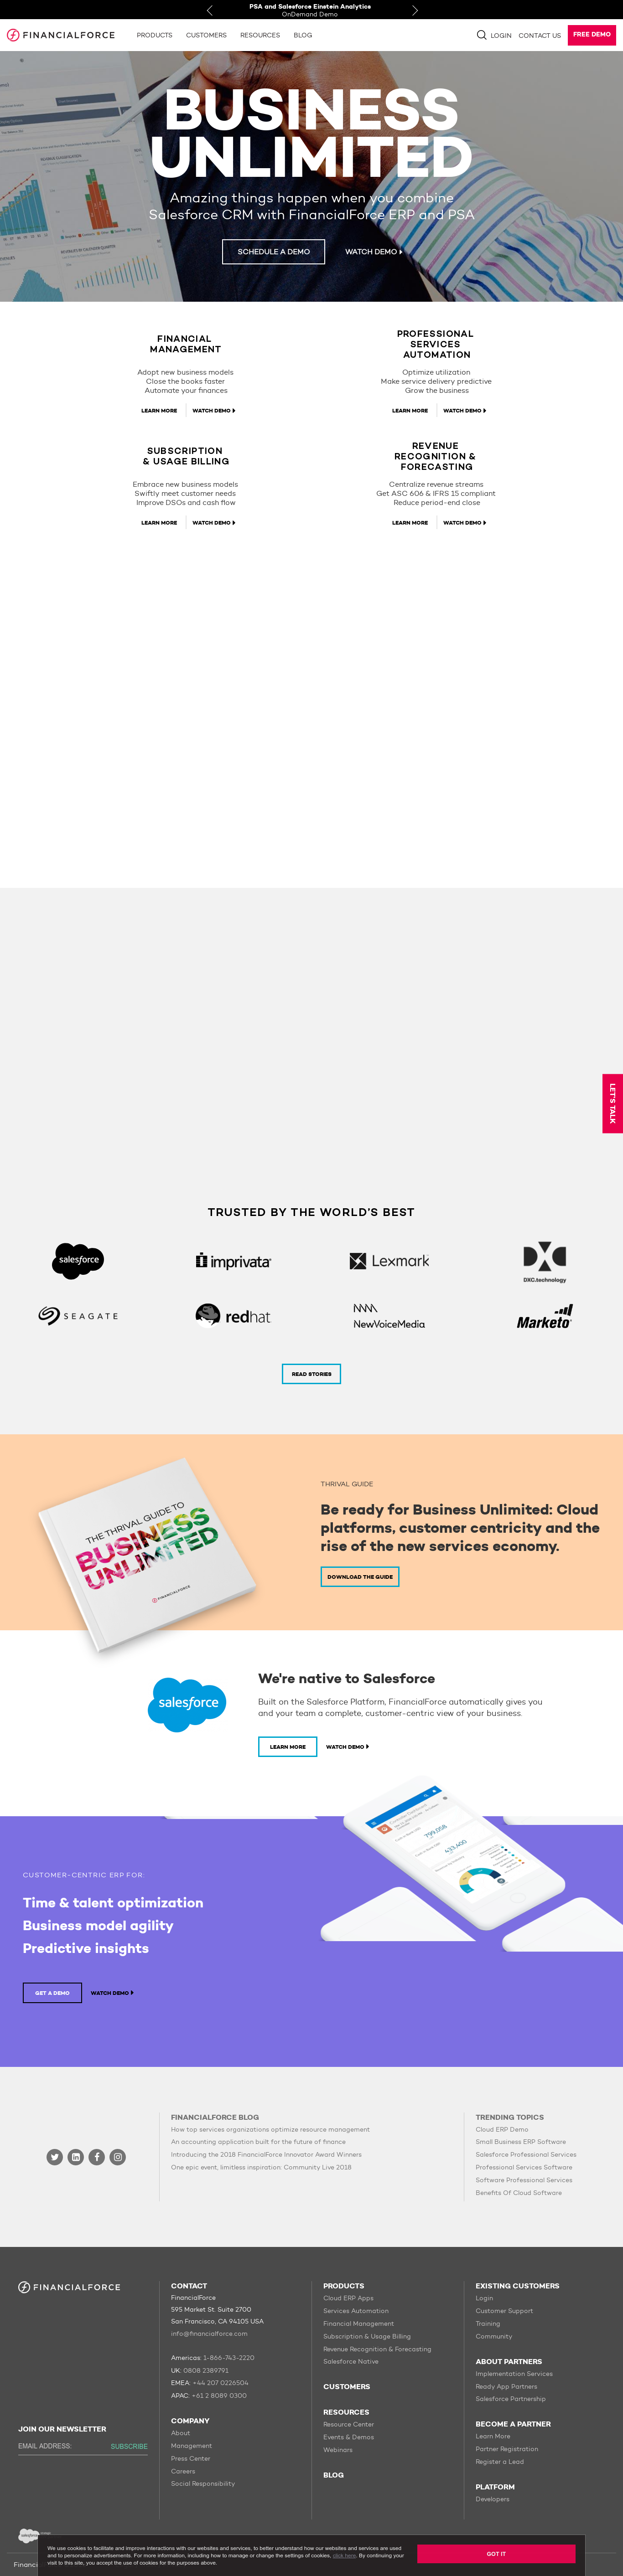 PSA and Salesforce Einstein Analytics
OnDemand Demo
FINANCIALFORCE
PRODUCTS
CUSTOMERS
RESOURCES
BLOG
LOGIN
CONTACT US
FREE DEMO
BUSINESS
UNLIMITED
Amazing things happen when you combine
Salesforce CRM with FinancialForce ERP and PSA
SCHEDULE A DEMO
WATCH DEMO
FINANCIAL
MANAGEMENT
Adopt new business models
Close the books faster
Automate your finances
LEARN MORE
WATCH DEMO
PROFESSIONAL
SERVICES
AUTOMATION
Optimize utilization
Make service delivery predictive
Grow the business
LEARN MORE
WATCH DEMO
SUBSCRIPTION
& USAGE BILLING
Embrace new business models
Swiftly meet customer needs
Improve DSOs and cash flow
LEARN MORE
WATCH DEMO
REVENUE
RECOGNITION &
FORECASTING
Centralize revenue streams
Get ASC 606 & IFRS 15 compliant
Reduce period-end close
LEARN MORE
WATCH DEMO
LET'S TALK
TRUSTED BY THE WORLD'S BEST
salesforce
imprivata
Lexmark
DXC.technology
SEAGATE
redhat
NewVoiceMedia
Marketo
READ STORIES
THE THRIVAL GUIDE TO
BUSINESS
UNLIMITED
FINANCIALFORCE
THRIVAL GUIDE
Be ready for Business Unlimited: Cloud
platforms, customer centricity and the
rise of the new services economy.
DOWNLOAD THE GUIDE
salesforce
We're native to Salesforce
Built on the Salesforce Platform, FinancialForce automatically gives you
and your team a complete, customer-centric view of your business.
LEARN MORE
WATCH DEMO
799,058
433,400
CUSTOMER-CENTRIC ERP FOR:
Time & talent optimization
Business model agility
Predictive insights
GET A DEMO
WATCH DEMO
FINANCIALFORCE BLOG
How top services organizations optimize resource management
An accounting application built for the future of finance
Introducing the 2018 FinancialForce Innovator Award Winners
One epic event, limitless inspiration: Community Live 2018
TRENDING TOPICS
Cloud ERP Demo
Small Business ERP Software
Salesforce Professional Services
Professional Services Software
Software Professional Services
Benefits Of Cloud Software
FINANCIALFORCE
JOIN OUR NEWSLETTER
EMAIL ADDRESS:
SUBSCRIBE
CONTACT
FinancialForce
595 Market St. Suite 2700
San Francisco, CA 94105 USA
info@financialforce.com
Americas: 1-866-743-2220
UK: 0808 2389791
EMEA: +44 207 0226504
APAC: +61 2 8089 0300
COMPANY
About
Management
Press Center
Careers
Social Responsibility
PRODUCTS
Cloud ERP Apps
Services Automation
Financial Management
Subscription & Usage Billing
Revenue Recognition & Forecasting
Salesforce Native
CUSTOMERS
RESOURCES
Resource Center
Events & Demos
Webinars
BLOG
EXISTING CUSTOMERS
Login
Customer Support
Training
Community
ABOUT PARTNERS
Implementation Services
Ready App Partners
Salesforce Partnership
BECOME A PARTNER
Learn More
Partner Registration
Register a Lead
PLATFORM
Developers
We use cookies to facilitate and improve interactions with our websites and services, to better understand how our websites and services are used
and to personalize advertisements. For more information, including how to manage or change the settings of cookies, click here. By continuing your
visit to this site, you accept the use of cookies for the purposes above.
GOT IT